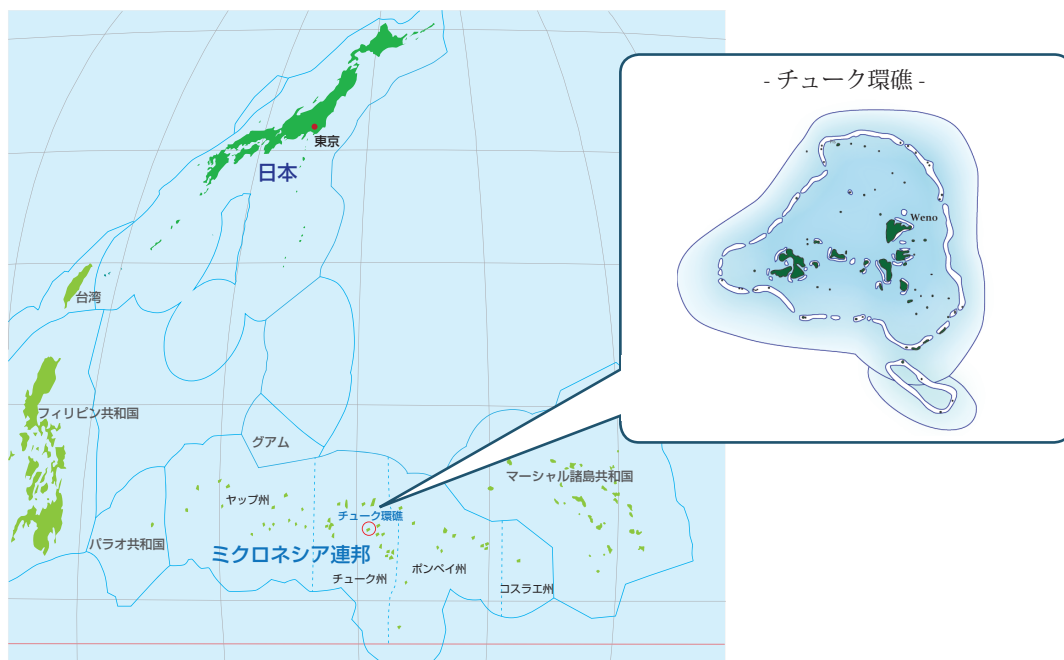 - チューク環礁 -
Weno
東京
日本
台湾
フィリピン共和国
グアム
マーシャル諸島共和国
ヤップ州
チューク環礁
パラオ共和国
ミクロネシア連邦
チューク州
ポンペイ州
コスラエ州